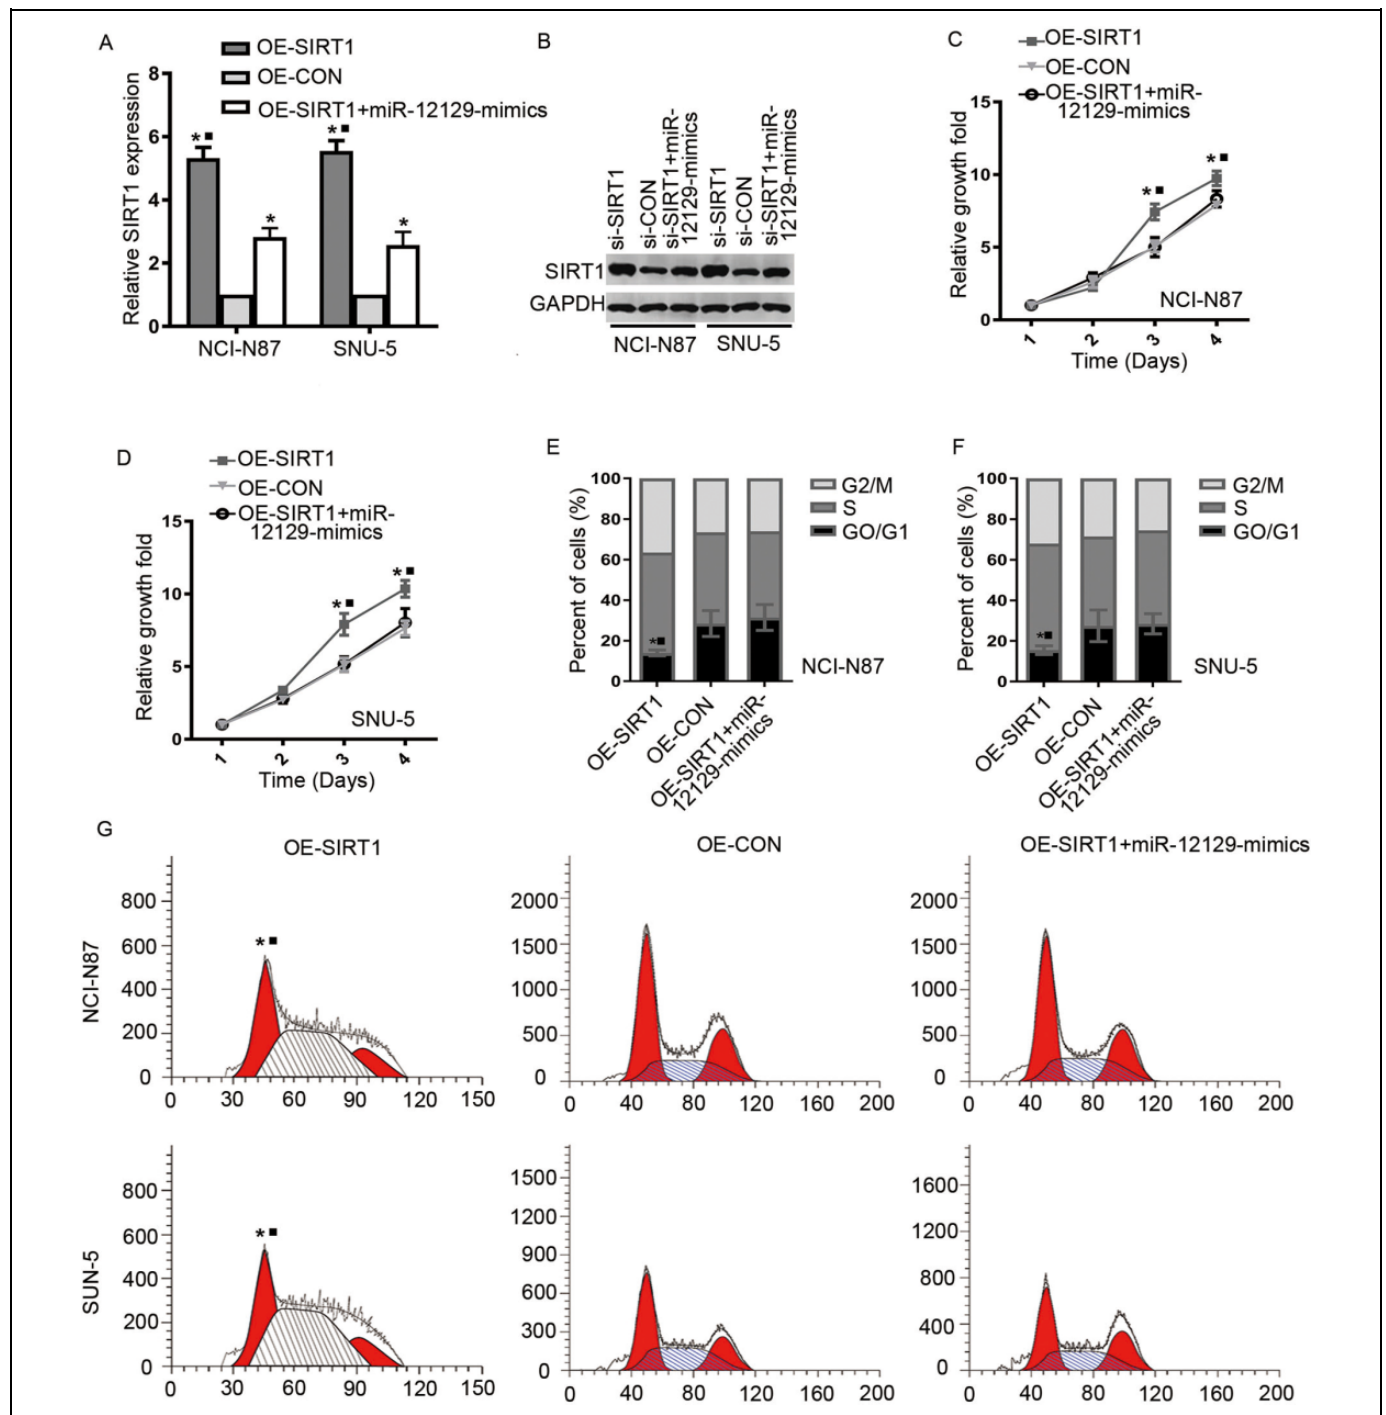 A
OE-SIRT1
OE-CON
OE-SIRT1+miR-12129-mimics
Relative SIRT1 expression
8
6
4
2
0
*■
*
*■
*
NCI-N87
SNU-5
B
si-SIRT1
si-CON
si-SIRT1+miR-
12129-mimics
si-SIRT1
si-CON
si-SIRT1+miR-
12129-mimics
SIRT1
GAPDH
NCI-N87
SNU-5
C
OE-SIRT1
OE-CON
OE-SIRT1+miR-
12129-mimics
Relative growth fold
15
10
5
0
*■
*■
NCI-N87
1
2
3
4
Time (Days)
D
OE-SIRT1
OE-CON
OE-SIRT1+miR-
12129-mimics
Relative growth fold
15
10
5
0
*■
*■
SNU-5
1
2
3
4
Time (Days)
E
Percent of cells (%)
100
80
60
40
20
0
*■
G2/M
S
GO/G1
NCI-N87
OE-SIRT1
OE-CON
OE-SIRT1+miR-
12129-mimics
F
Percent of cells (%)
100
80
60
40
20
0
*■
G2/M
S
GO/G1
SNU-5
OE-SIRT1
OE-CON
OE-SIRT1+miR-
12129-mimics
G
OE-SIRT1
OE-CON
OE-SIRT1+miR-12129-mimics
NCI-N87
800
600
400
200
0
*■
0 30 60 90 120 150
2000
1500
1000
500
0
0 40 80 120 160 200
2000
1500
1000
500
0
0 40 80 120 160 200
SUN-5
800
600
400
200
0
*■
0 30 60 90 120 150
1500
1200
900
600
300
0
0 40 80 120 160 200
1600
1200
800
400
0
0 40 80 120 160 200